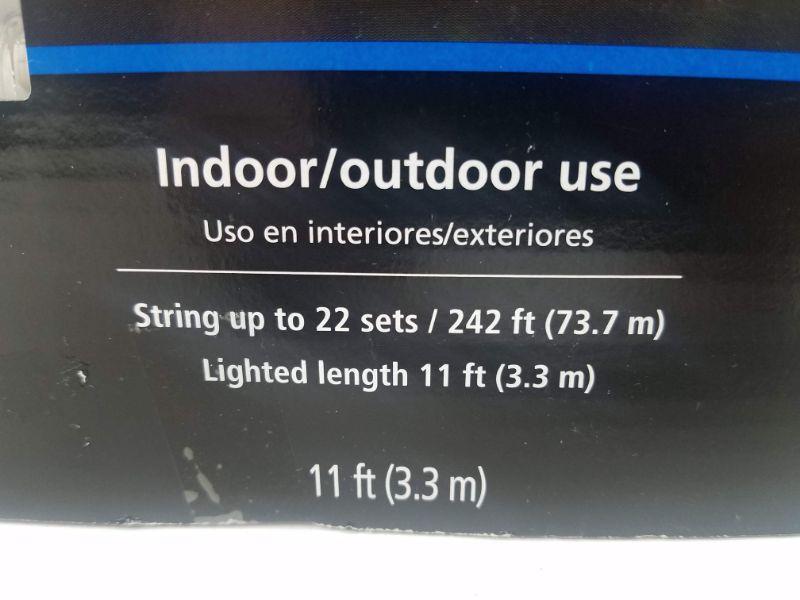 Indoor/outdoor use
Uso en interiores/exteriores
String up to 22 sets / 242 ft (73.7 m)
Lighted length 11 ft (3.3 m)
11 ft (3.3 m)